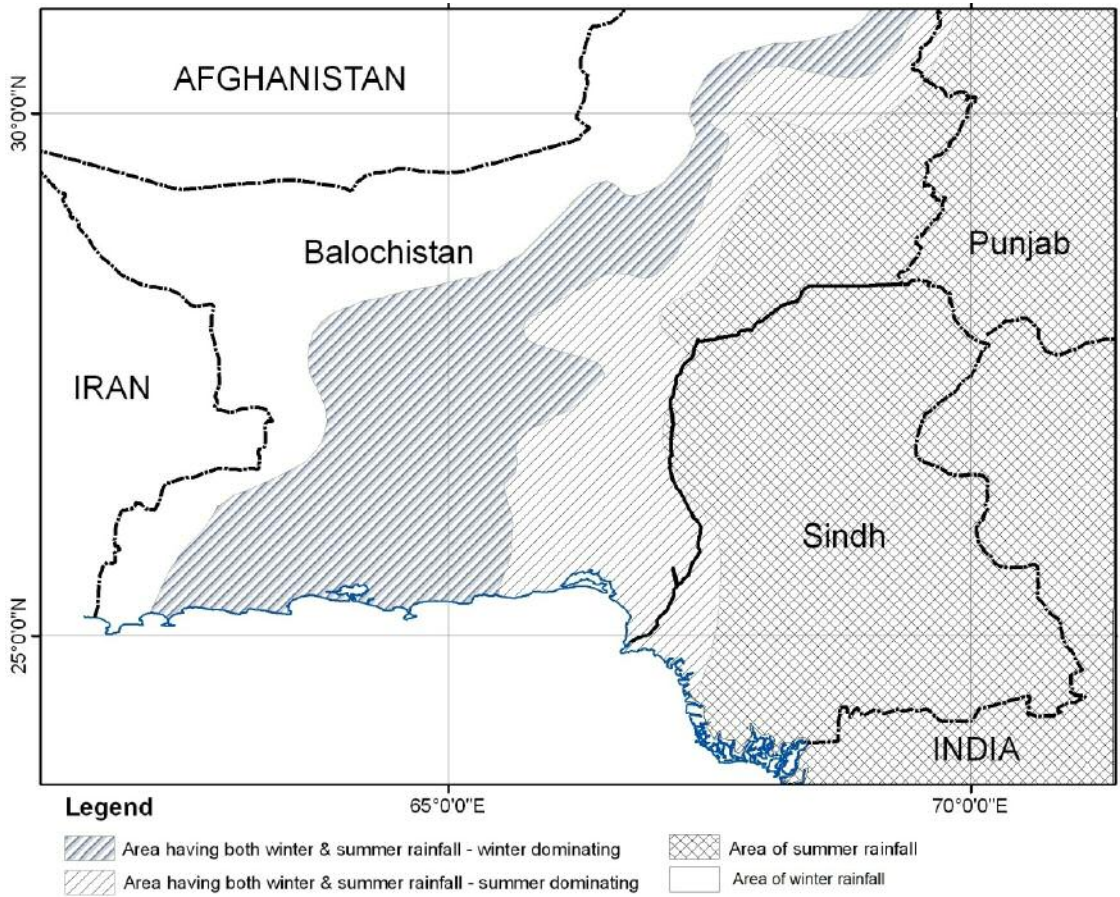 AFGHANISTAN
30°0'0"N
Balochistan
Punjab
IRAN
Sindh
25°0'0"N
INDIA
65°0'0"E
70°0'0"E
Legend
Area having both winter & summer rainfall - winter dominating
Area having both winter & summer rainfall - summer dominating
Area of summer rainfall
Area of winter rainfall